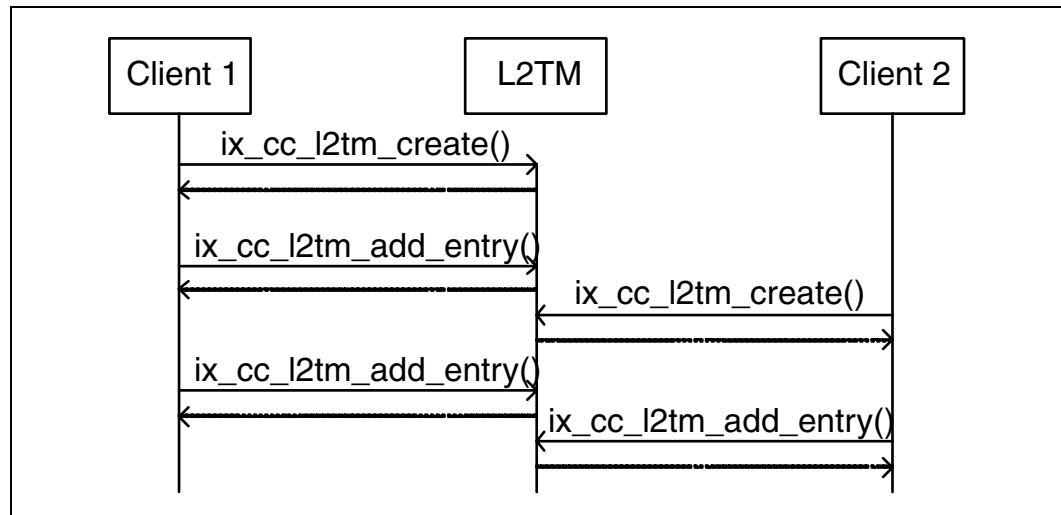 Client 1
L2TM
Client 2
ix_cc_l2tm_create()
ix_cc_l2tm_add_entry()
ix_cc_l2tm_create()
ix_cc_l2tm_add_entry()
ix_cc_l2tm_add_entry()